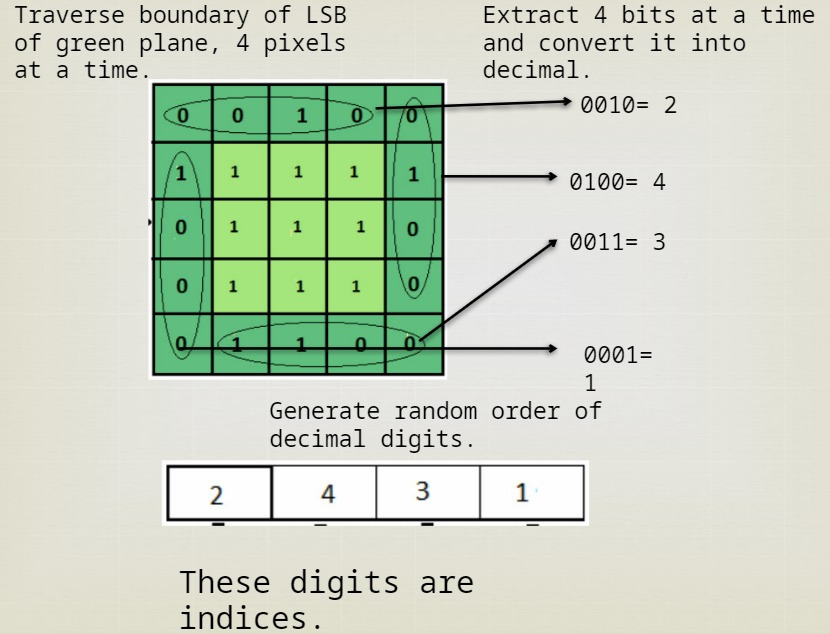 Traverse boundary of LSB
of green plane, 4 pixels
at a time.
Extract 4 bits at a time
and convert it into
decimal.
0 0 1 0 0
1 1 1 1 1
0 1 1 1 0
0 1 1 1 0
0 1 1 0 0
0010= 2
0100= 4
0011= 3
0001=
1
Generate random order of
decimal digits.
2 4 3 1
These digits are
indices.